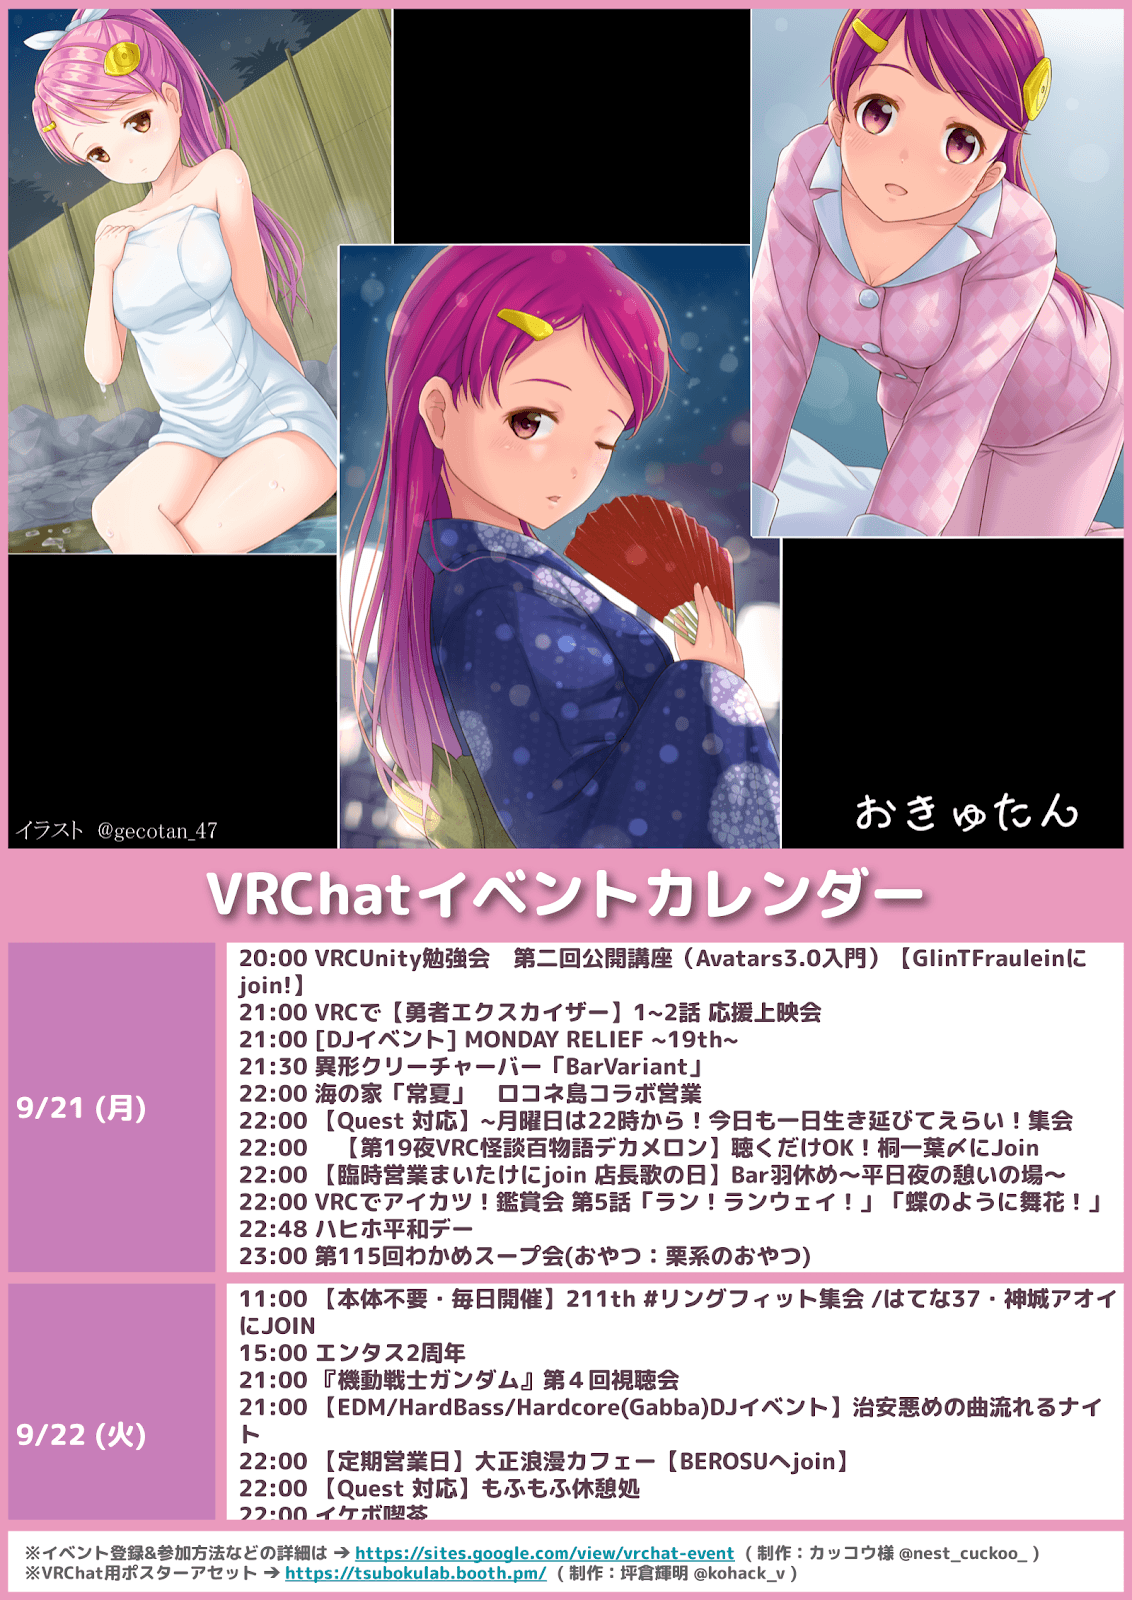 イラスト @gecotan_47
おきゅたん
VRChatイベントカレンダー
9/21 (月)
20:00 VRCUnity勉強会　第二回公開講座（Avatars3.0入門）【GlinTFrauleinに
join!】
21:00 VRCで【勇者エクスカイザー】1~2話 応援上映会
21:00 [DJイベント] MONDAY RELIEF ~19th~
21:30 異形クリーチャーバー「BarVariant」
22:00 海の家「常夏」　ロコネ島コラボ営業
22:00 【Quest 対応】~月曜日は22時から！今日も一日生き延びてえらい！集会
22:00　【第19夜VRC怪談百物語デカメロン】聴くだけOK！桐一葉〆にJoin
22:00 【臨時営業まいたけにjoin 店長歌の日】Bar羽休め～平日夜の憩いの場～
22:00 VRCでアイカツ！鑑賞会 第5話「ラン！ランウェイ！」「蝶のように舞花！」
22:48 ハヒホ平和デー
23:00 第115回わかめスープ会(おやつ：栗系のおやつ)
9/22 (火)
11:00 【本体不要・毎日開催】211th #リングフィット集会 /はてな37・神城アオイ
にJOIN
15:00 エンタス2周年
21:00 『機動戦士ガンダム』第４回視聴会
21:00 【EDM/HardBass/Hardcore(Gabba)DJイベント】治安悪めの曲流れるナイ
ト
22:00 【定期営業日】大正浪漫カフェー【BEROSUへjoin】
22:00 【Quest 対応】もふもふ休憩処
22:00 イケボ喫茶
※イベント登録&参加方法などの詳細は → https://sites.google.com/view/vrchat-event （ 制作：カッコウ様 @nest_cuckoo_ ）
※VRChat用ポスターアセット → https://tsubokulab.booth.pm/ （ 制作：坪倉輝明 @kohack_v ）